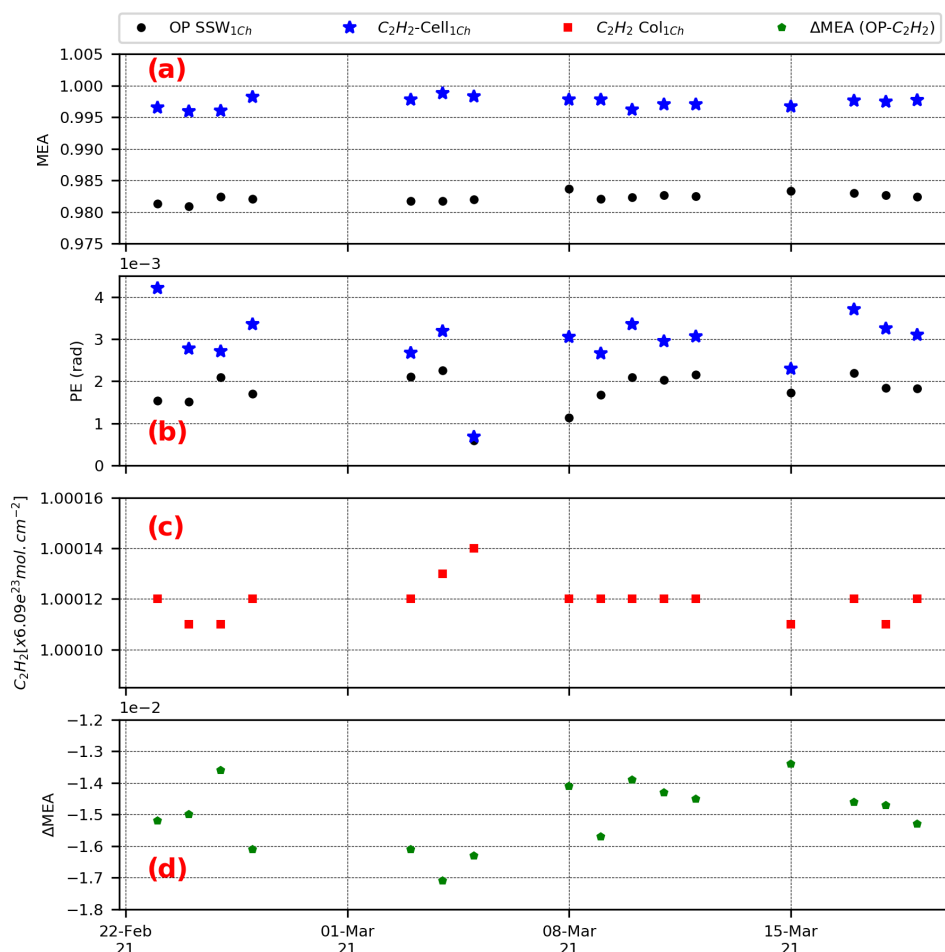 OP SSW₁Ch C₂H₂-Cell₁Ch C₂H₂ Col₁Ch ΔMEA (OP-C₂H₂)
(a)
1.005
1.000
0.995
0.990
0.985
0.980
0.975
MEA
1e−3
4
3
2
1
0
PE (rad)
(b)
1.00016
1.00014
1.00012
1.00010
C₂H₂[x6.09e²³mol.cm⁻²]
(c)
1e−2
−1.2
−1.3
−1.4
−1.5
−1.6
−1.7
−1.8
ΔMEA
(d)
22-Feb 01-Mar 08-Mar 15-Mar
21 21 21 21